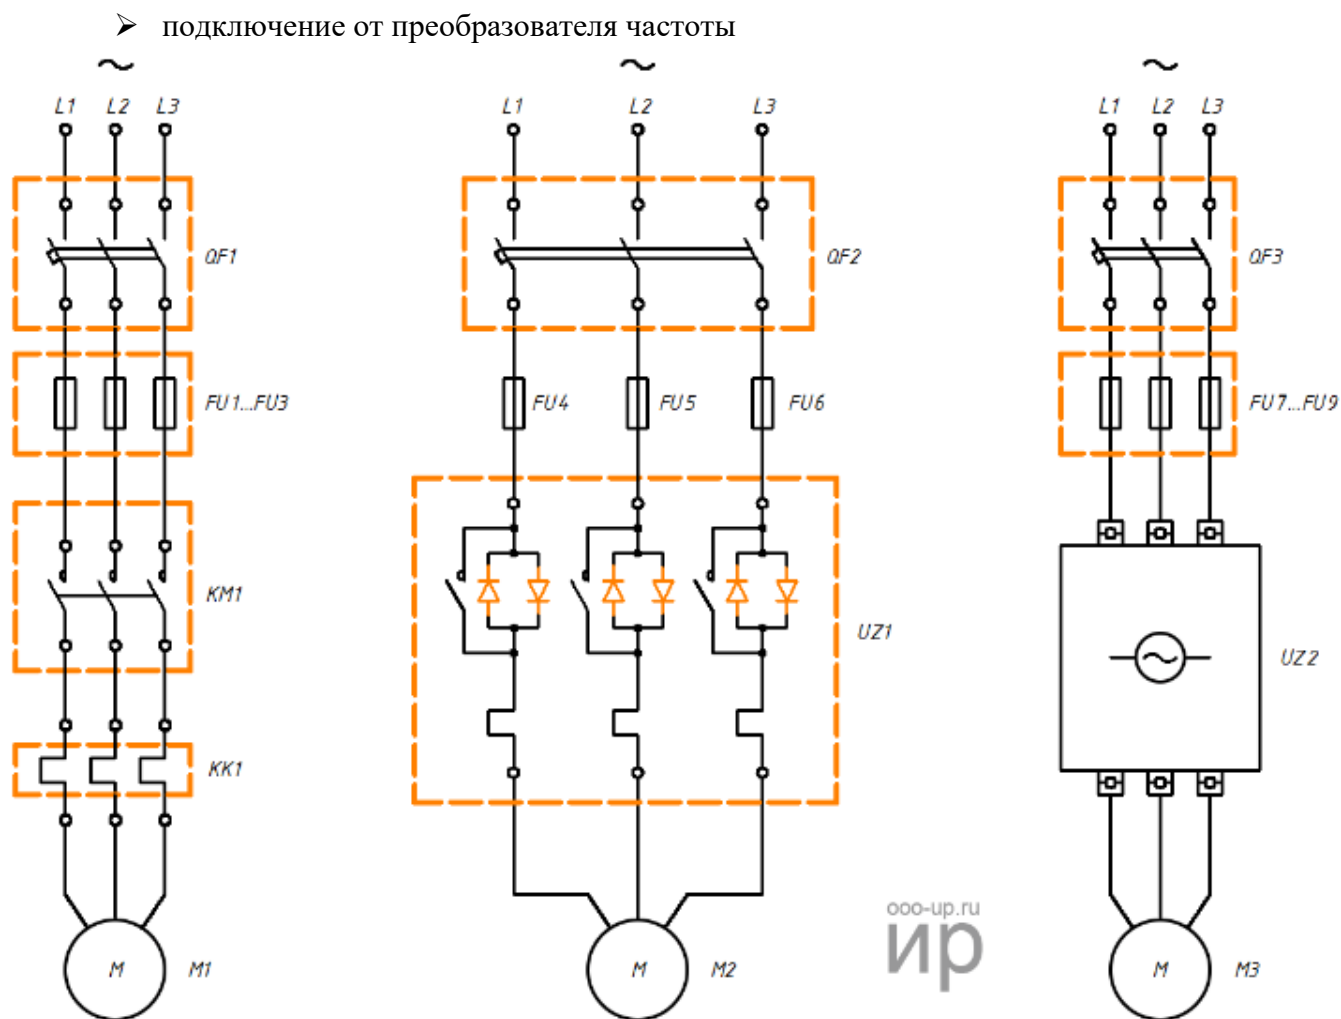 ➢ подключение от преобразователя частоты
~ ~ ~
L1 L2 L3 L1 L2 L3 L1 L2 L3
QF1 QF2 QF3
FU1...FU3 FU4 FU5 FU6 FU7...FU9
KM1
UZ1
UZ2
KK1
ooo-up.ru
ир
M M1 M M2 M M3